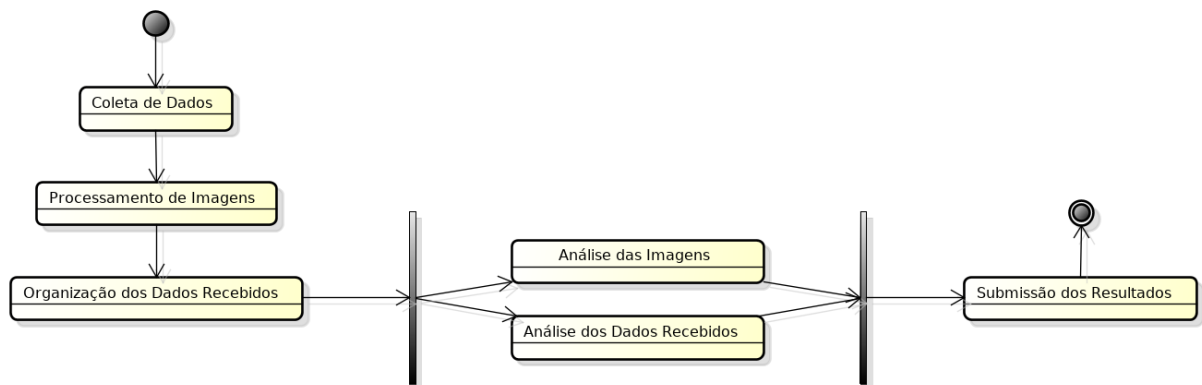 Coleta de Dados
Processamento de Imagens
Organização dos Dados Recebidos
Análise das Imagens
Análise dos Dados Recebidos
Submissão dos Resultados